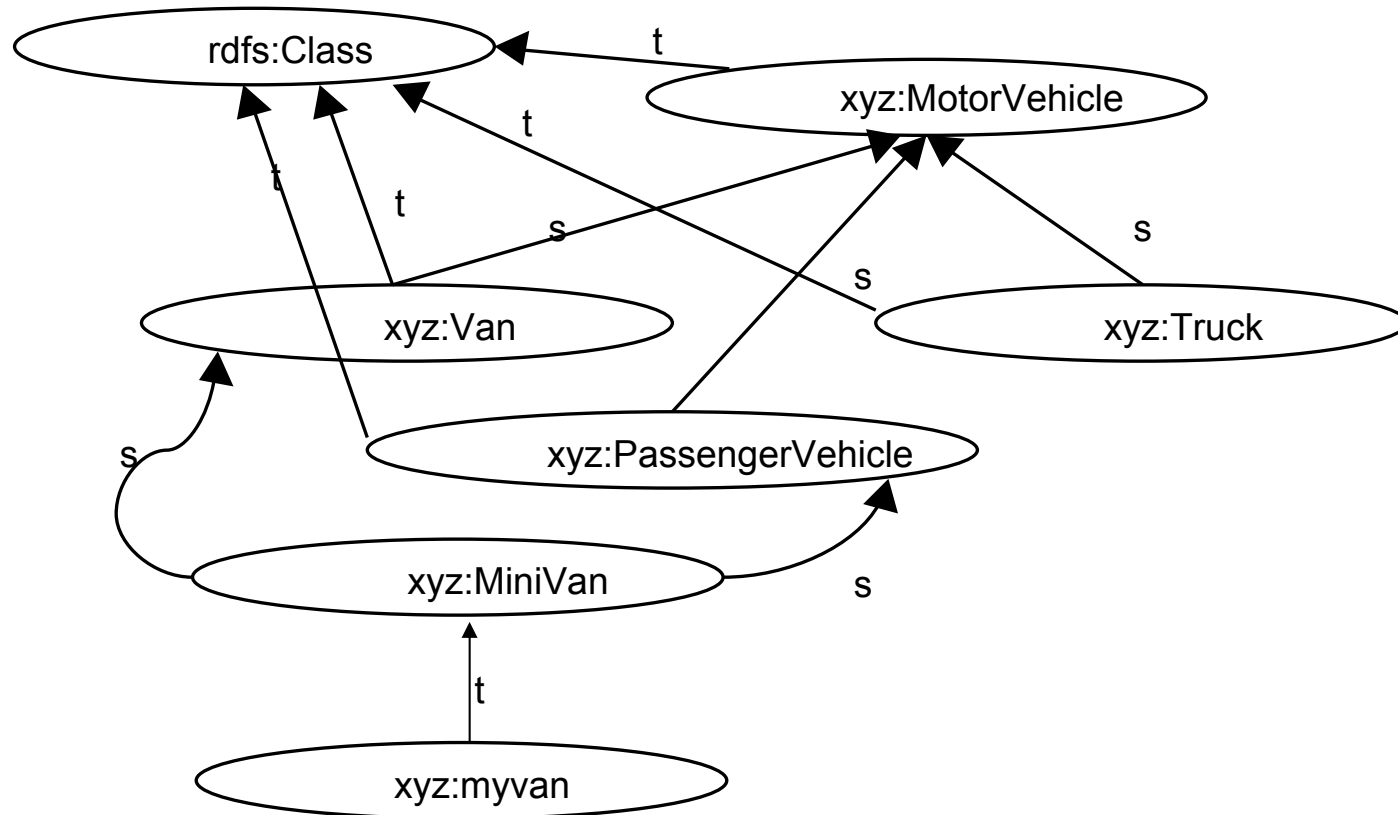 rdfs:Class
t
xyz:MotorVehicle
t
t
t
s
s
s
xyz:Van
xyz:Truck
s
xyz:PassengerVehicle
xyz:MiniVan
s
t
xyz:myvan